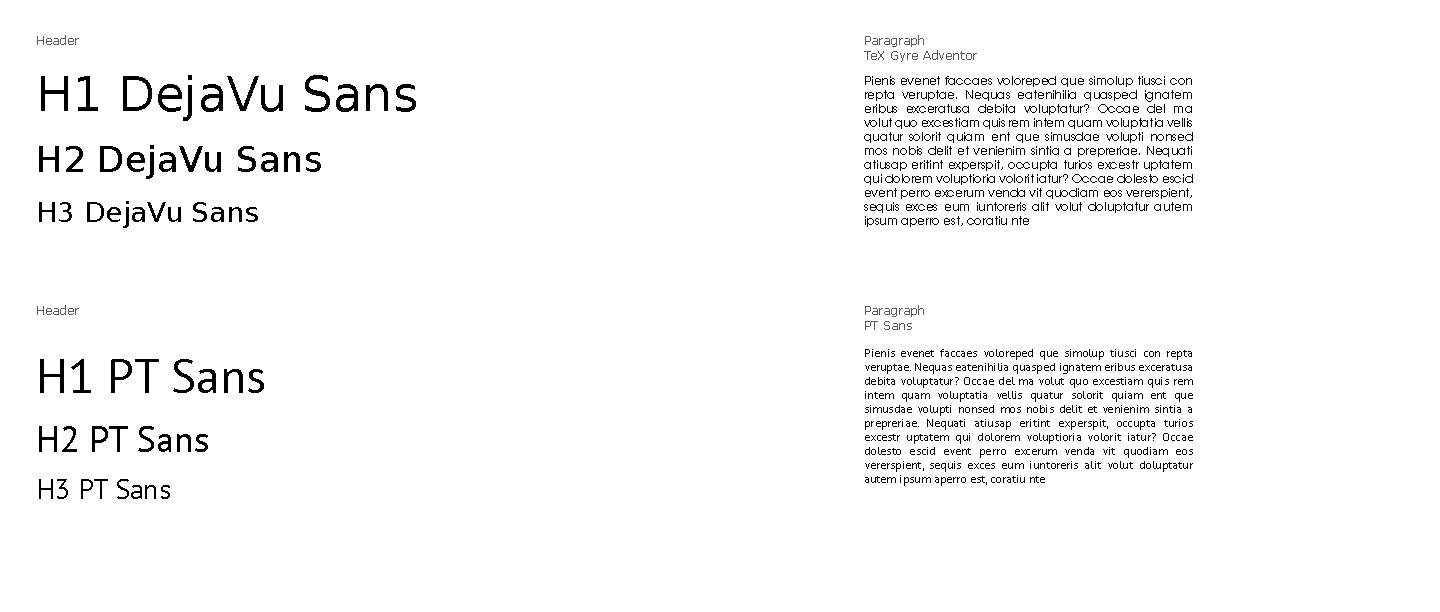 Header
H1 DejaVu Sans
H2 DejaVu Sans
H3 DejaVu Sans
Paragraph
TeX Gyre Adventor
Pienis evenet faccaes voloreped que simolup tiusci con
repta veruptae. Nequas eatenihilia quasped ignatem
eribus exceratusa debita voluptatur? Occae del ma
volut quo excestiam quis rem intem quam voluptatia vellis
quatur solorit quiam ent que simusdae volupti nonsed
mos nobis delit et venienim sintia a prepreriae. Nequati
atiusap eritint experspit, occupta turios excestr uptatem
qui dolorem voluptioria volorit iatur? Occae dolesto escid
event perro excerum venda vit quodiam eos vererspient,
sequis exces eum iuntoreris alit volut doluptatur autem
ipsum aperro est, coratiu nte
Header
H1 PT Sans
H2 PT Sans
H3 PT Sans
Paragraph
PT Sans
Pienis evenet faccaes voloreped que simolup tiusci con repta
veruptae. Nequas eatenihilia quasped ignatem eribus exceratusa
debita voluptatur? Occae del ma volut quo excestiam quis rem
intem quam voluptatia vellis quatur solorit quiam ent que
simusdae volupti nonsed mos nobis delit et venienim sintia a
prepreriae. Nequati atiusap eritint experspit, occupta turios
excestr uptatem qui dolorem voluptioria volorit iatur? Occae
dolesto escid event perro excerum venda vit quodiam eos
vererspient, sequis exces eum iuntoreris alit volut doluptatur
autem ipsum aperro est, coratiu nte